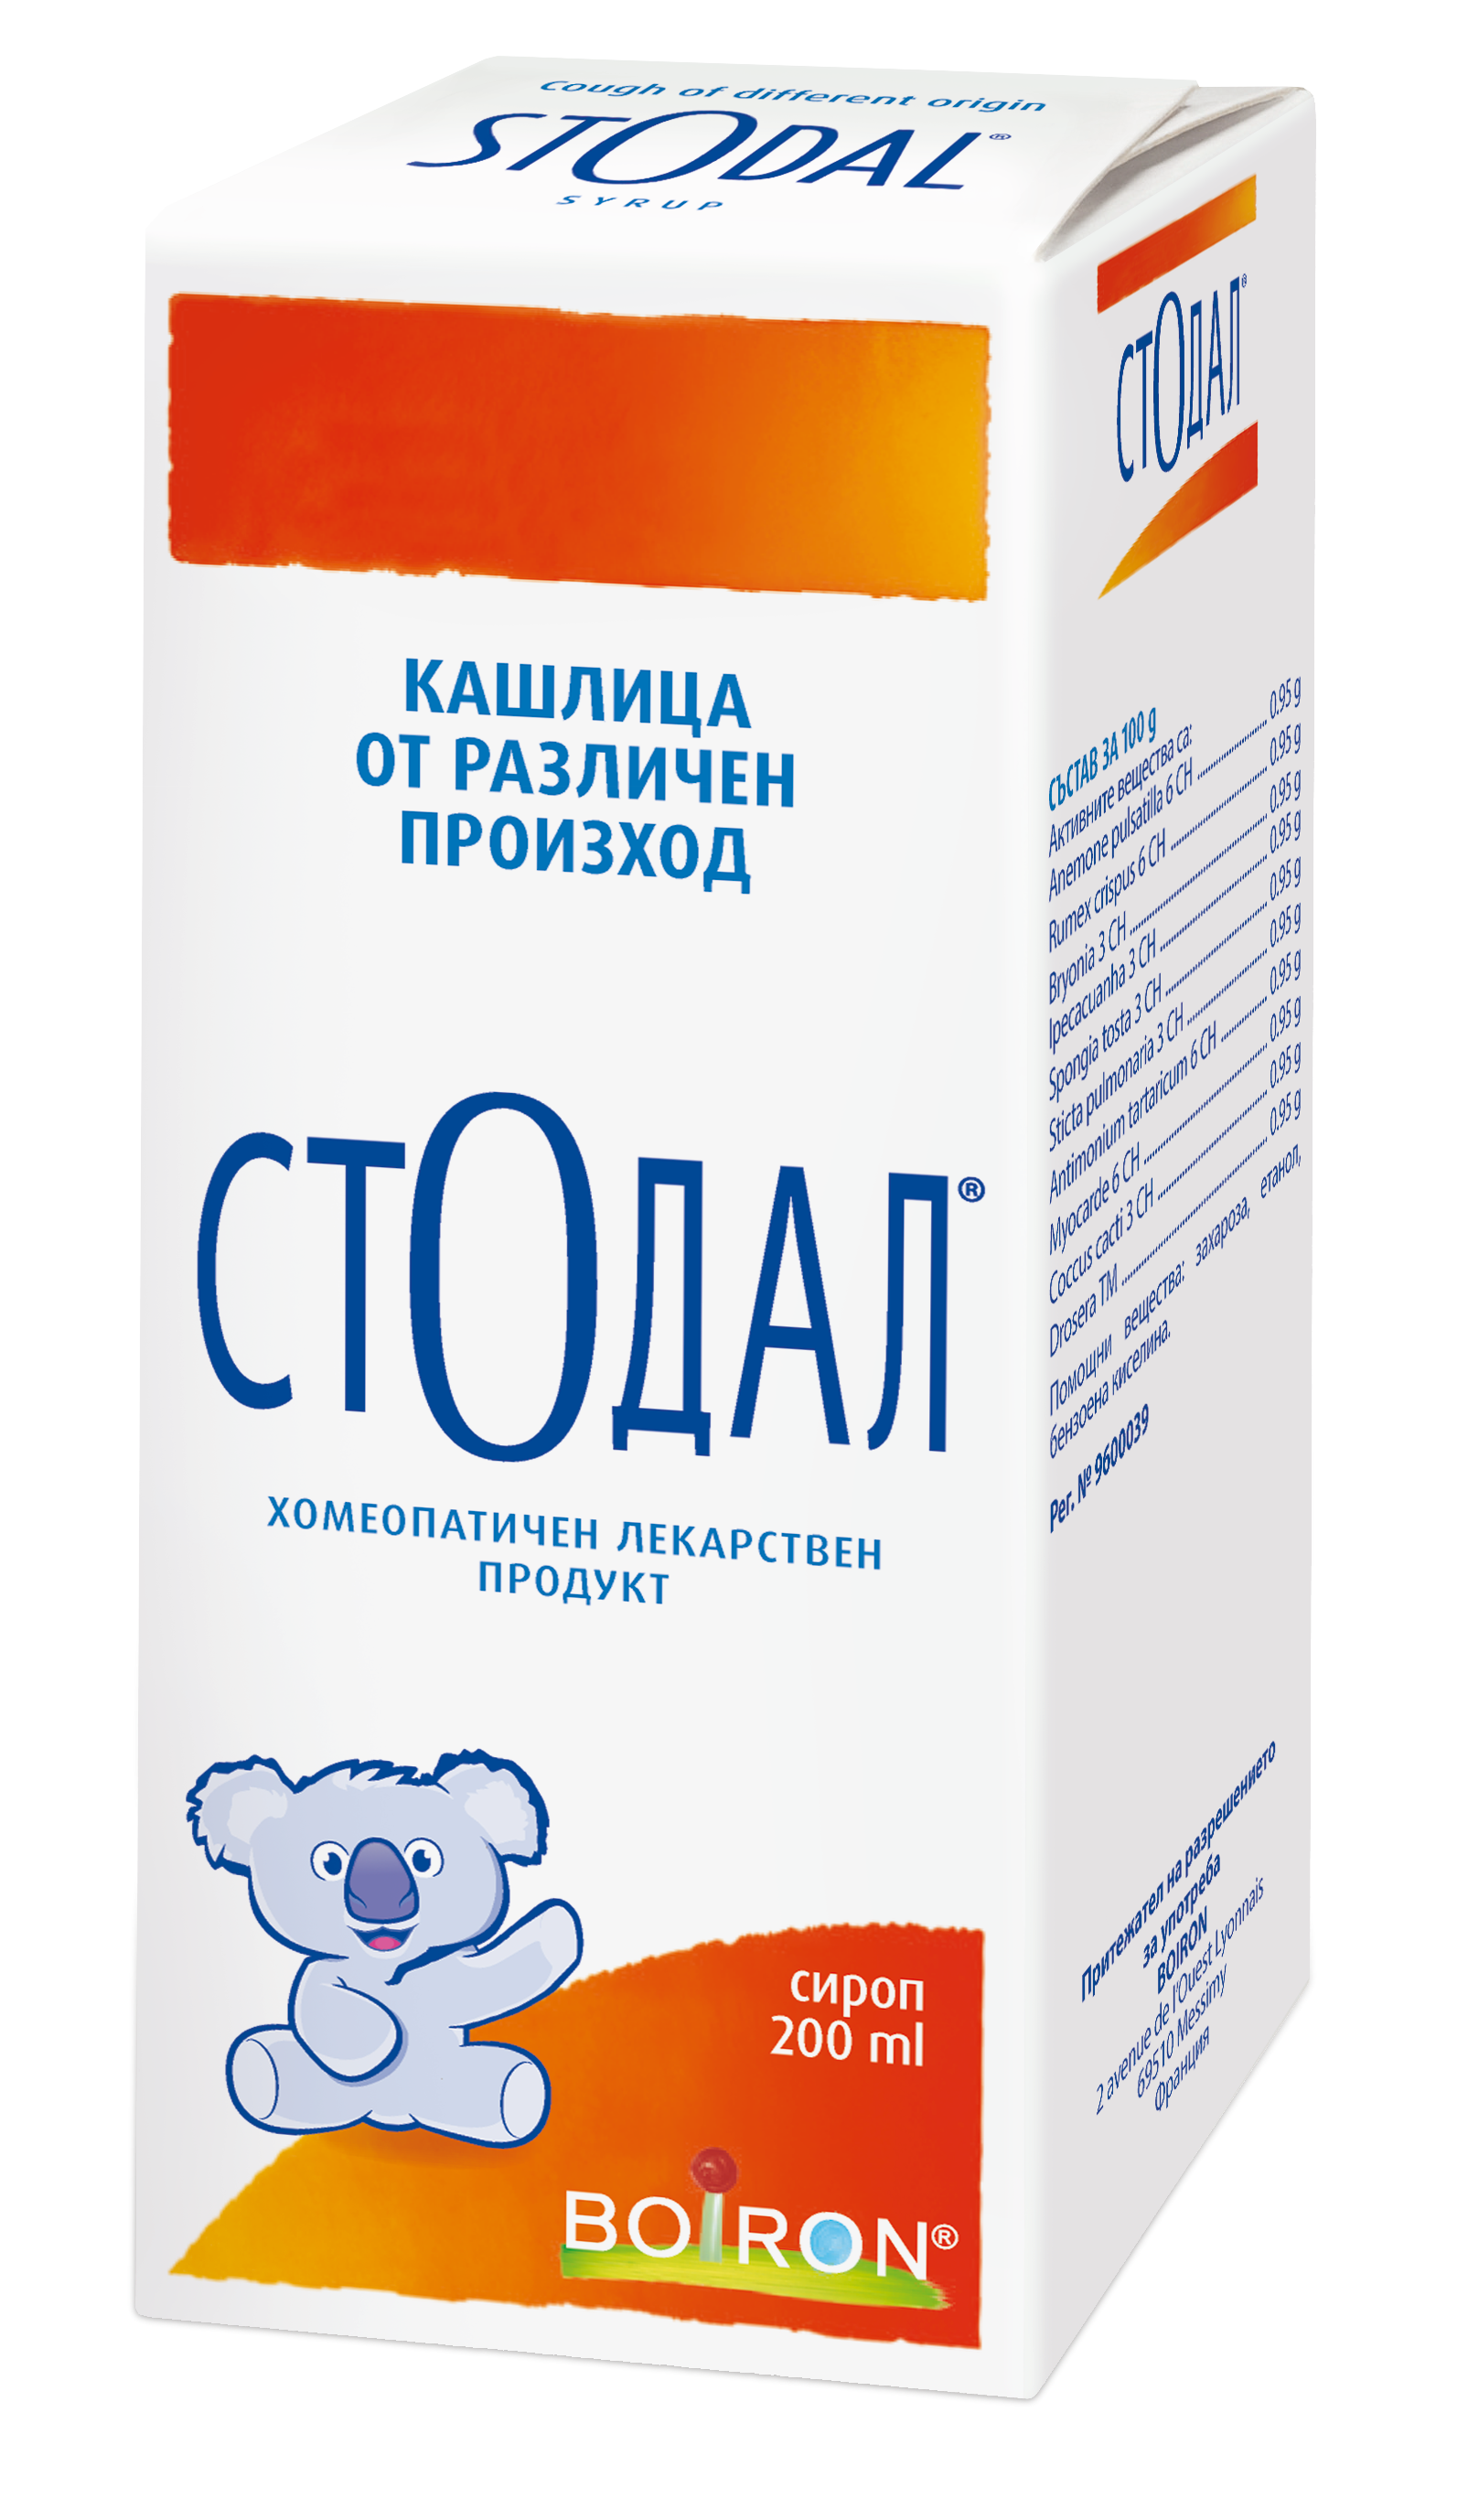 cough of different origin
STODAL®
SYRUP
КАШЛИЦА
ОТ РАЗЛИЧЕН
ПРОИЗХОД
СТОДАЛ®
ХОМЕОПАТИЧЕН ЛЕКАРСТВЕН
ПРОДУКТ
сироп
200 ml
BOIRON®
СТОДАЛ®
СЪСТАВ ЗА 100 g
Активните вещества са:
Anemone pulsatilla 6 CH ........ 0.95 g
Rumex crispus 6 CH ........ 0.95 g
Bryonia 3 CH ........ 0.95 g
Ipecacuanha 3 CH ........ 0.95 g
Spongia tosta 3 CH ........ 0.95 g
Sticta pulmonaria 3 CH ........ 0.95 g
Antimonium tartaricum 6 CH ........ 0.95 g
Myocarde 6 CH ........ 0.95 g
Coccus cacti 3 CH ........ 0.95 g
Drosera TM ........ 0.95 g
Помощни вещества: захароза, етанол,
бензоена киселина.
Рег. № 9600039
Притежател на разрешението
за употреба
BOIRON
2 avenue de l'Ouest Lyonnais
69510 Messimy
Франция